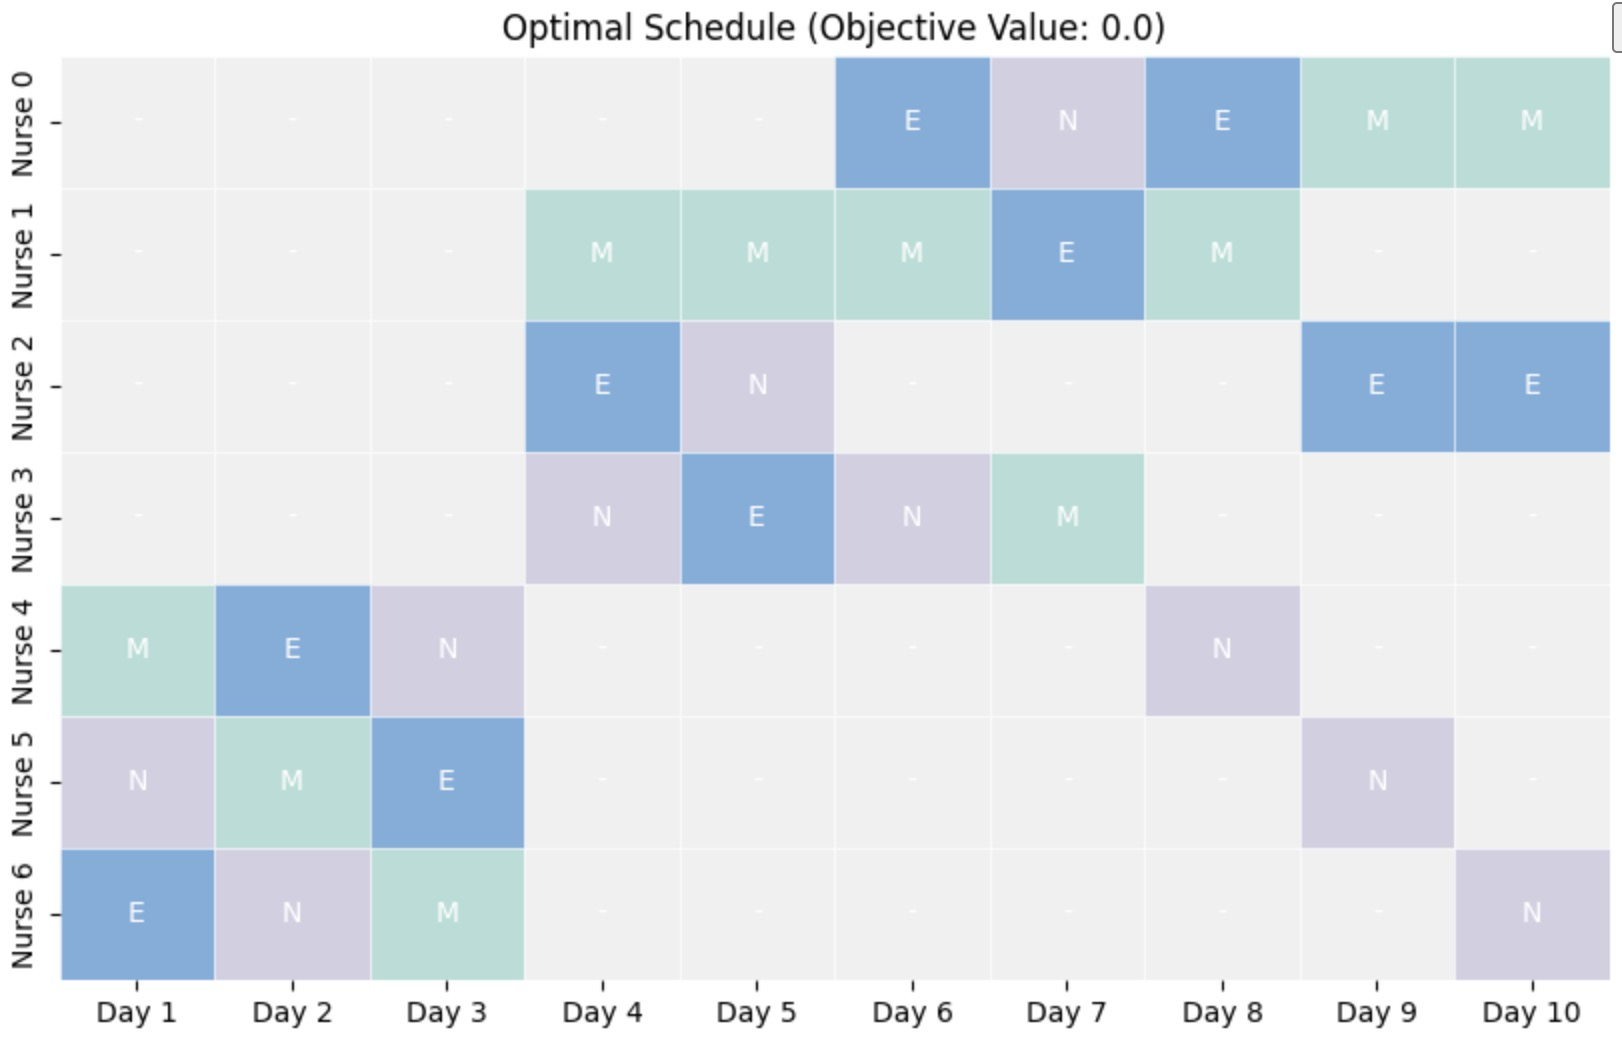 Optimal Schedule (Objective Value: 0.0)
Nurse 0 - - - - - E N E M M
Nurse 1 - - - M M M E M - -
Nurse 2 - - - E N - - - E E
Nurse 3 - - - N E N M - - -
Nurse 4 M E N - - - - N - -
Nurse 5 N M E - - - - - N -
Nurse 6 E N M - - - - - - N
Day 1 Day 2 Day 3 Day 4 Day 5 Day 6 Day 7 Day 8 Day 9 Day 10